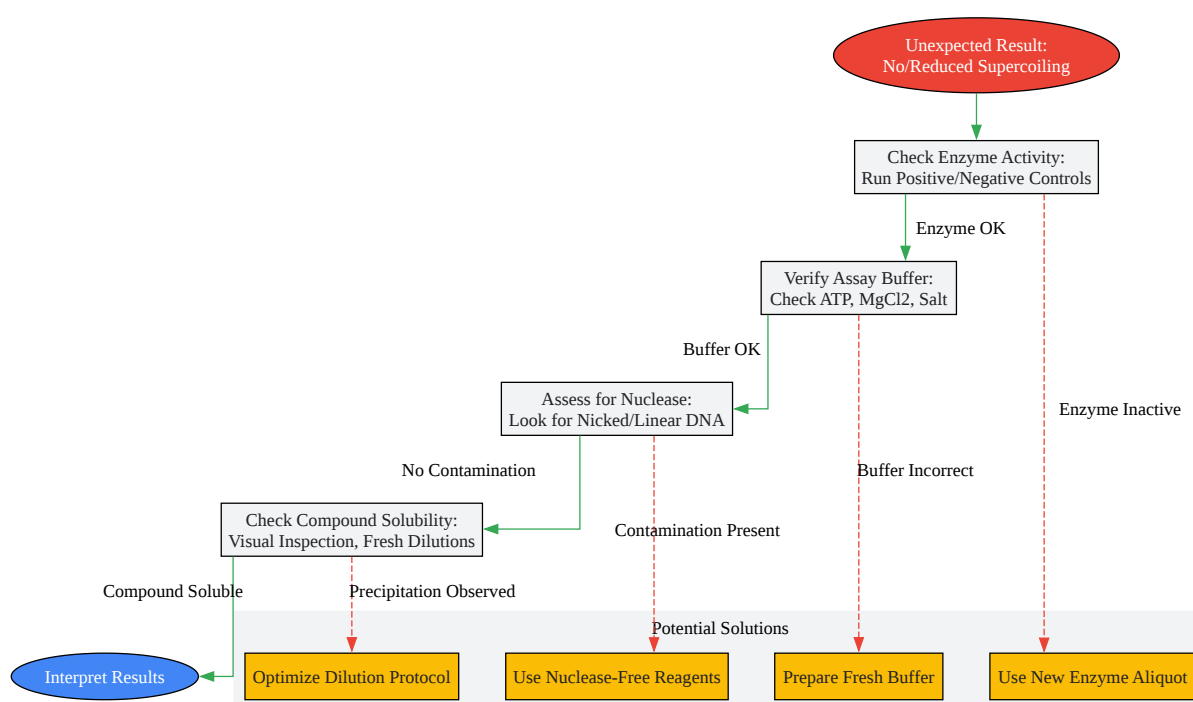 Unexpected Result:
No/Reduced Supercoiling
Check Enzyme Activity:
Run Positive/Negative Controls
Enzyme OK
Verify Assay Buffer:
Check ATP, MgCl2, Salt
Buffer OK
Assess for Nuclease:
Look for Nicked/Linear DNA
Enzyme Inactive
No Contamination
Buffer Incorrect
Check Compound Solubility:
Visual Inspection, Fresh Dilutions
Contamination Present
Compound Soluble
Precipitation Observed
Potential Solutions
Interpret Results
Optimize Dilution Protocol
Use Nuclease-Free Reagents
Prepare Fresh Buffer
Use New Enzyme Aliquot